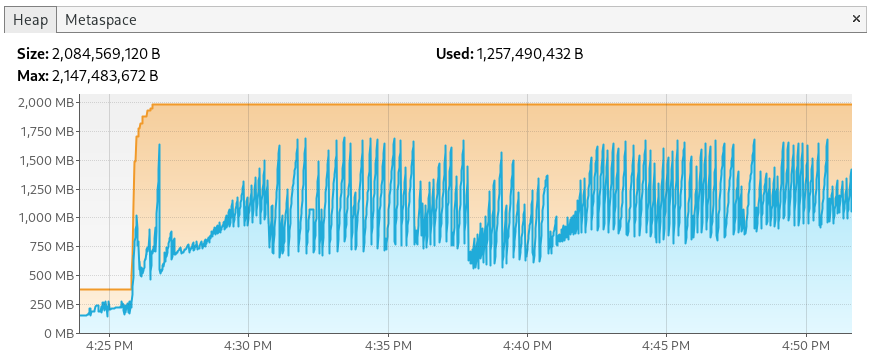 Heap Metaspace ×
Size: 2,084,569,120 B Used: 1,257,490,432 B
Max: 2,147,483,672 B
2,000 MB
1,750 MB
1,500 MB
1,250 MB
1,000 MB
750 MB
500 MB
250 MB
0 MB
4:25 PM 4:30 PM 4:35 PM 4:40 PM 4:45 PM 4:50 PM